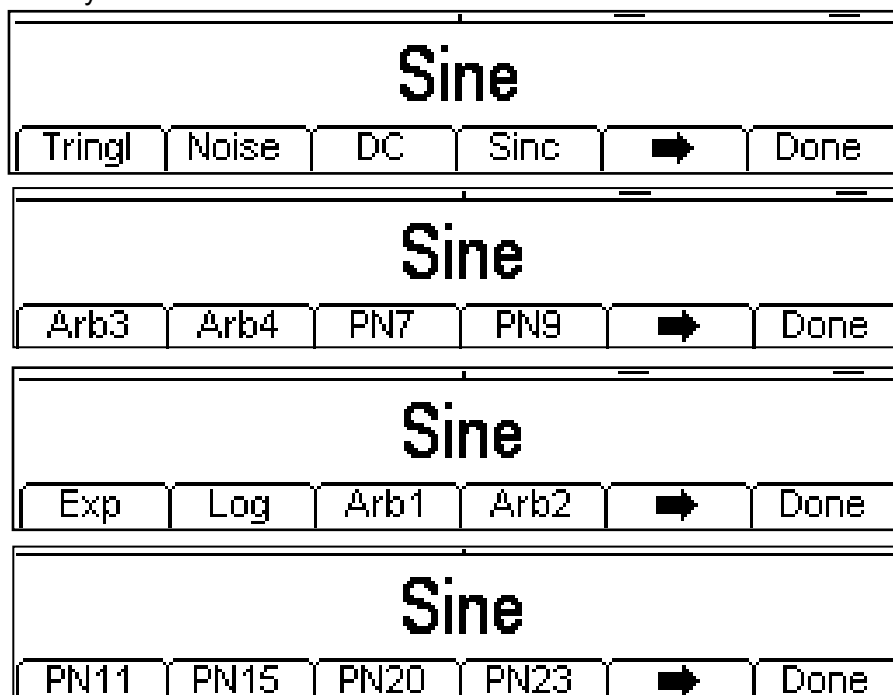 Sine
Tringl Noise DC Sinc ➡ Done
Sine
Arb3 Arb4 PN7 PN9 ➡ Done
Sine
Exp Log Arb1 Arb2 ➡ Done
Sine
PN11 PN15 PN20 PN23 ➡ Done